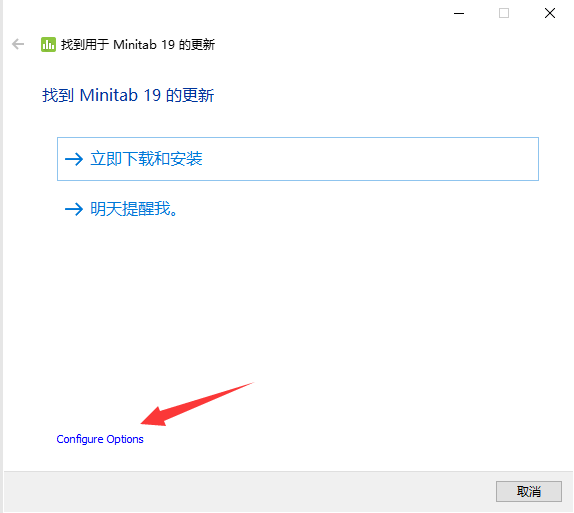 找到用于 Minitab 19 的更新
找到 Minitab 19 的更新
立即下载和安装
明天提醒我。
Configure Options
取消